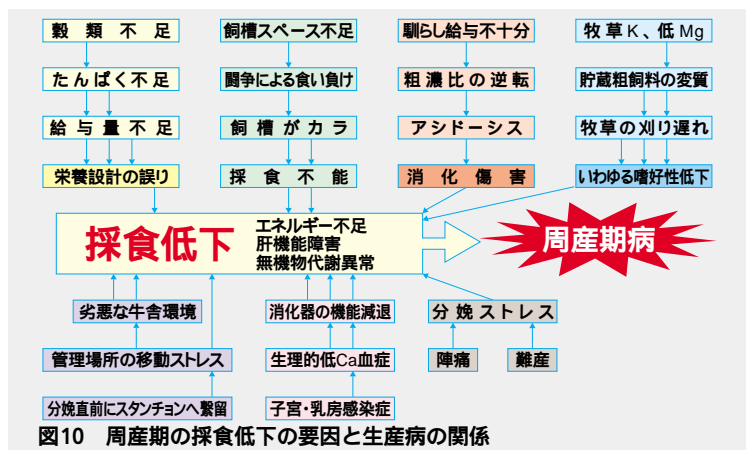 穀類不足
飼槽スペース不足
馴らし給与不十分
牧草K、低Mg
たんぱく不足
闘争による食い負け
粗濃比の逆転
貯蔵粗飼料の変質
給与量不足
飼槽がカラ
アシドーシス
牧草の刈り遅れ
栄養設計の誤り
採食不能
消化傷害
いわゆる嗜好性低下
採食低下
エネルギー不足
肝機能障害
無機物代謝異常
周産期病
劣悪な牛舎環境
消化器の機能減退
分娩ストレス
管理場所の移動ストレス
生理的低Ca血症
陣痛
難産
分娩直前にスタンチョンへ繋留
子宮・乳房感染症
図10 周産期の採食低下の要因と生産病の関係